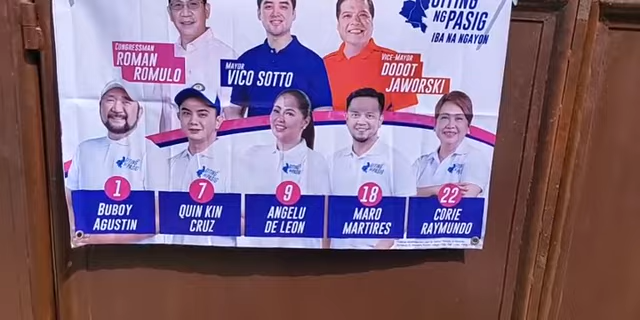 GITING
NG PASIG
IBA NA NGAYON
CONGRESSMAN
ROMAN
ROMULO
MAYOR
VICO SOTTO
VICE-MAYOR
DODOT
JAWORSKI
1
BUBOY
AGUSTIN
7
QUIN KIN
CRUZ
9
ANGELU
DE LEON
18
MARO
MARTIRES
22
CORIE
RAYMUNDO